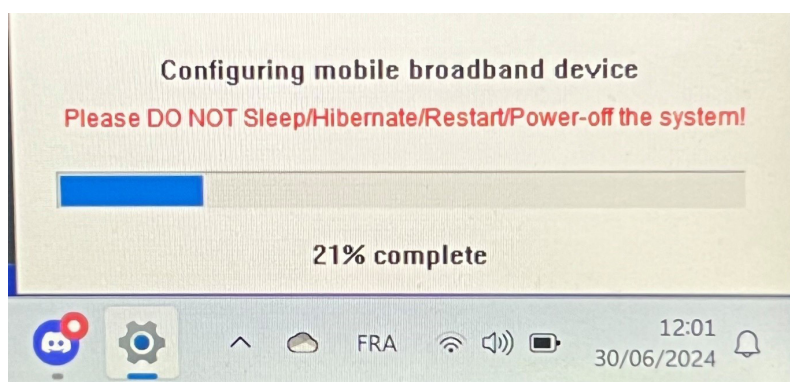 Configuring mobile broadband device
Please DO NOT Sleep/Hibernate/Restart/Power-off the system!
21% complete
FRA
12:01
30/06/2024